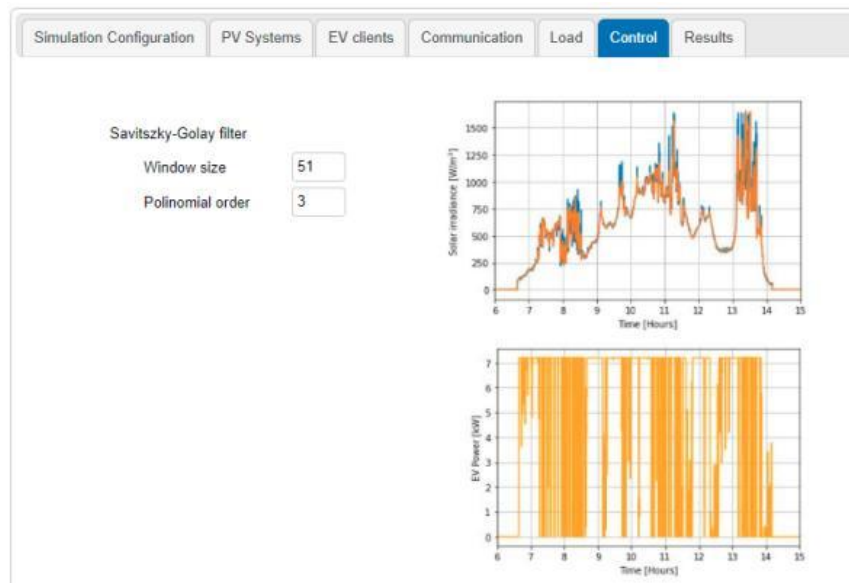 Simulation Configuration PV Systems EV clients Communication Load Control Results
Savitszky-Golay filter
Window size 51
Polinomial order 3
Solar irradiance [W/m²]
1500
1250
1000
750
500
250
0
6 7 8 9 10 11 12 13 14 15
Time [Hours]
EV Power [kW]
7
6
5
4
3
2
1
0
6 7 8 9 10 11 12 13 14 15
Time [Hours]